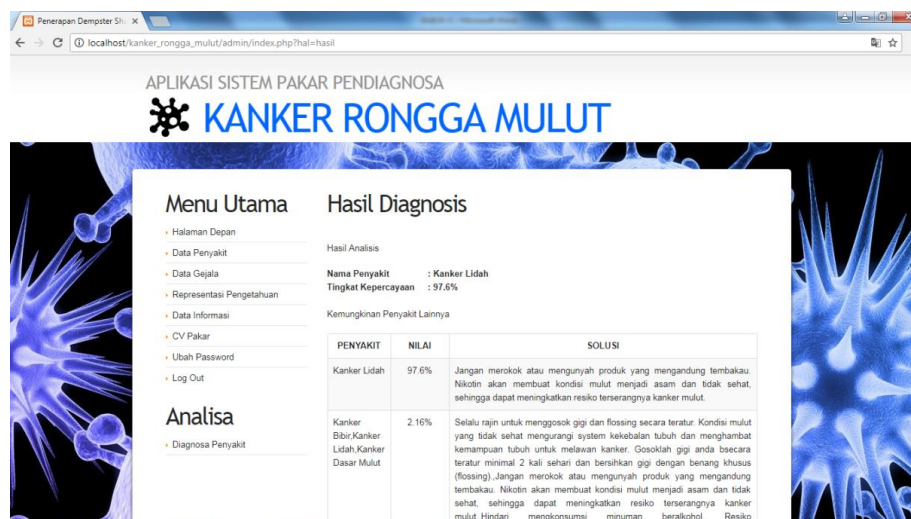 Penerapan Dempster Sh
localhost/kanker_rongga_mulut/admin/index.php?hal=hasil
APLIKASI SISTEM PAKAR PENDIAGNOSA
KANKER RONGGA MULUT
Menu Utama
Halaman Depan
Data Penyakit
Data Gejala
Representasi Pengetahuan
Data Informasi
CV Pakar
Ubah Password
Log Out
Analisa
Diagnosa Penyakit
Hasil Diagnosis
Hasil Analisis
Nama Penyakit : Kanker Lidah
Tingkat Kepercayaan : 97.6%
Kemungkinan Penyakit Lainnya
PENYAKIT NILAI SOLUSI
Kanker Lidah 97.6% Jangan merokok atau mengunyah produk yang mengandung tembakau.
Nikotin akan membuat kondisi mulut menjadi asam dan tidak sehat,
sehingga dapat meningkatkan resiko terserangnya kanker mulut.
Kanker 2.16% Selalu rajin untuk menggosok gigi dan flossing secara teratur. Kondisi mulut
Bibir,Kanker yang tidak sehat mengurangi system kekebalan tubuh dan menghambat
Lidah,Kanker kemampuan tubuh untuk melawan kanker. Gosoklah gigi anda bsecara
Dasar Mulut teratur minimal 2 kali sehari dan bersihkan gigi dengan benang khusus
(flossing).,Jangan merokok atau mengunyah produk yang mengandung
tembakau. Nikotin akan membuat kondisi mulut menjadi asam dan tidak
sehat, sehingga dapat meningkatkan resiko terserangnya kanker
mulut.,Hindari mengkonsumsi minuman beralkohol. Resiko